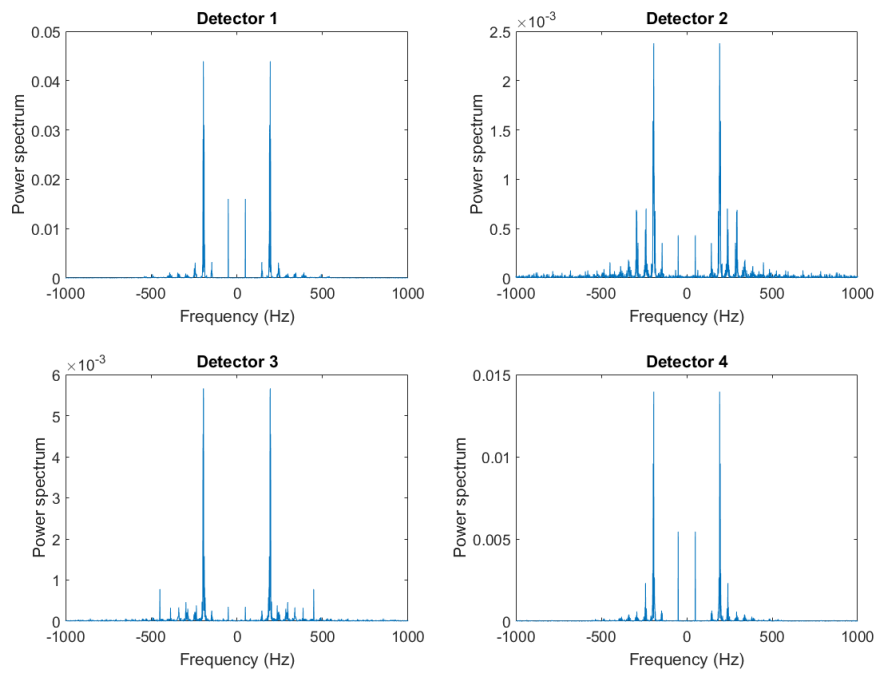 Detector 1
0.05
0.04
0.03
0.02
0.01
0
Power spectrum
-1000 -500 0 500 1000
Frequency (Hz)
Detector 2
×10-3
2.5
2
1.5
1
0.5
0
Power spectrum
-1000 -500 0 500 1000
Frequency (Hz)
Detector 3
×10-3
6
5
4
3
2
1
0
Power spectrum
-1000 -500 0 500 1000
Frequency (Hz)
Detector 4
0.015
0.01
0.005
0
Power spectrum
-1000 -500 0 500 1000
Frequency (Hz)